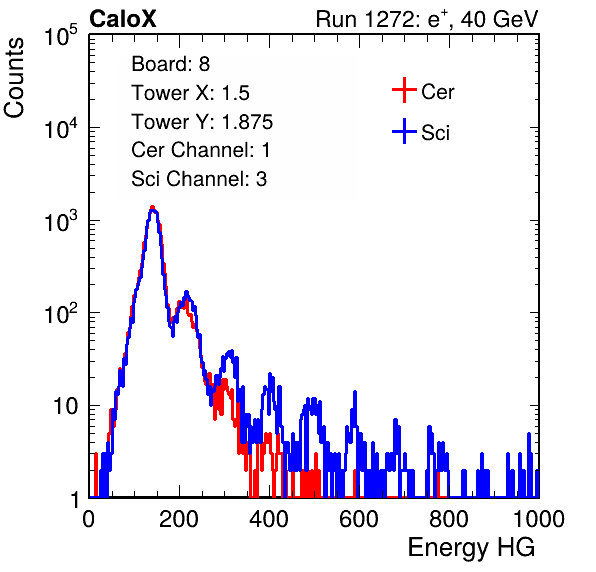 CaloX Run 1272: e⁺, 40 GeV
Board: 8
Tower X: 1.5
Tower Y: 1.875
Cer Channel: 1
Sci Channel: 3
Cer
Sci
Counts
10⁵
10⁴
10³
10²
10
1
0 200 400 600 800 1000
Energy HG